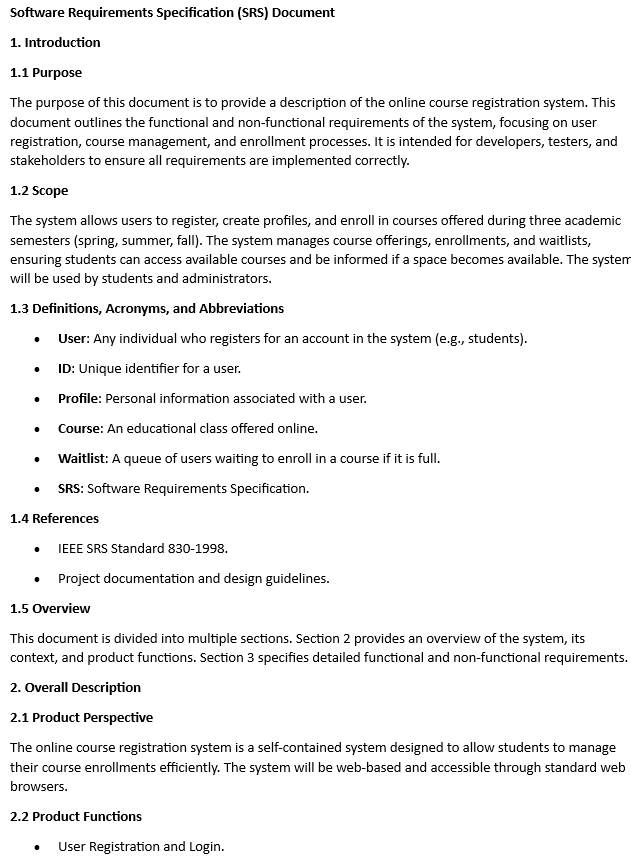 Software Requirements Specification (SRS) Document
1. Introduction
1.1 Purpose
The purpose of this document is to provide a description of the online course registration system. This
document outlines the functional and non-functional requirements of the system, focusing on user
registration, course management, and enrollment processes. It is intended for developers, testers, and
stakeholders to ensure all requirements are implemented correctly.
1.2 Scope
The system allows users to register, create profiles, and enroll in courses offered during three academic
semesters (spring, summer, fall). The system manages course offerings, enrollments, and waitlists,
ensuring students can access available courses and be informed if a space becomes available. The system
will be used by students and administrators.
1.3 Definitions, Acronyms, and Abbreviations
• User: Any individual who registers for an account in the system (e.g., students).
• ID: Unique identifier for a user.
• Profile: Personal information associated with a user.
• Course: An educational class offered online.
• Waitlist: A queue of users waiting to enroll in a course if it is full.
• SRS: Software Requirements Specification.
1.4 References
• IEEE SRS Standard 830-1998.
• Project documentation and design guidelines.
1.5 Overview
This document is divided into multiple sections. Section 2 provides an overview of the system, its
context, and product functions. Section 3 specifies detailed functional and non-functional requirements.
2. Overall Description
2.1 Product Perspective
The online course registration system is a self-contained system designed to allow students to manage
their course enrollments efficiently. The system will be web-based and accessible through standard web
browsers.
2.2 Product Functions
• User Registration and Login.